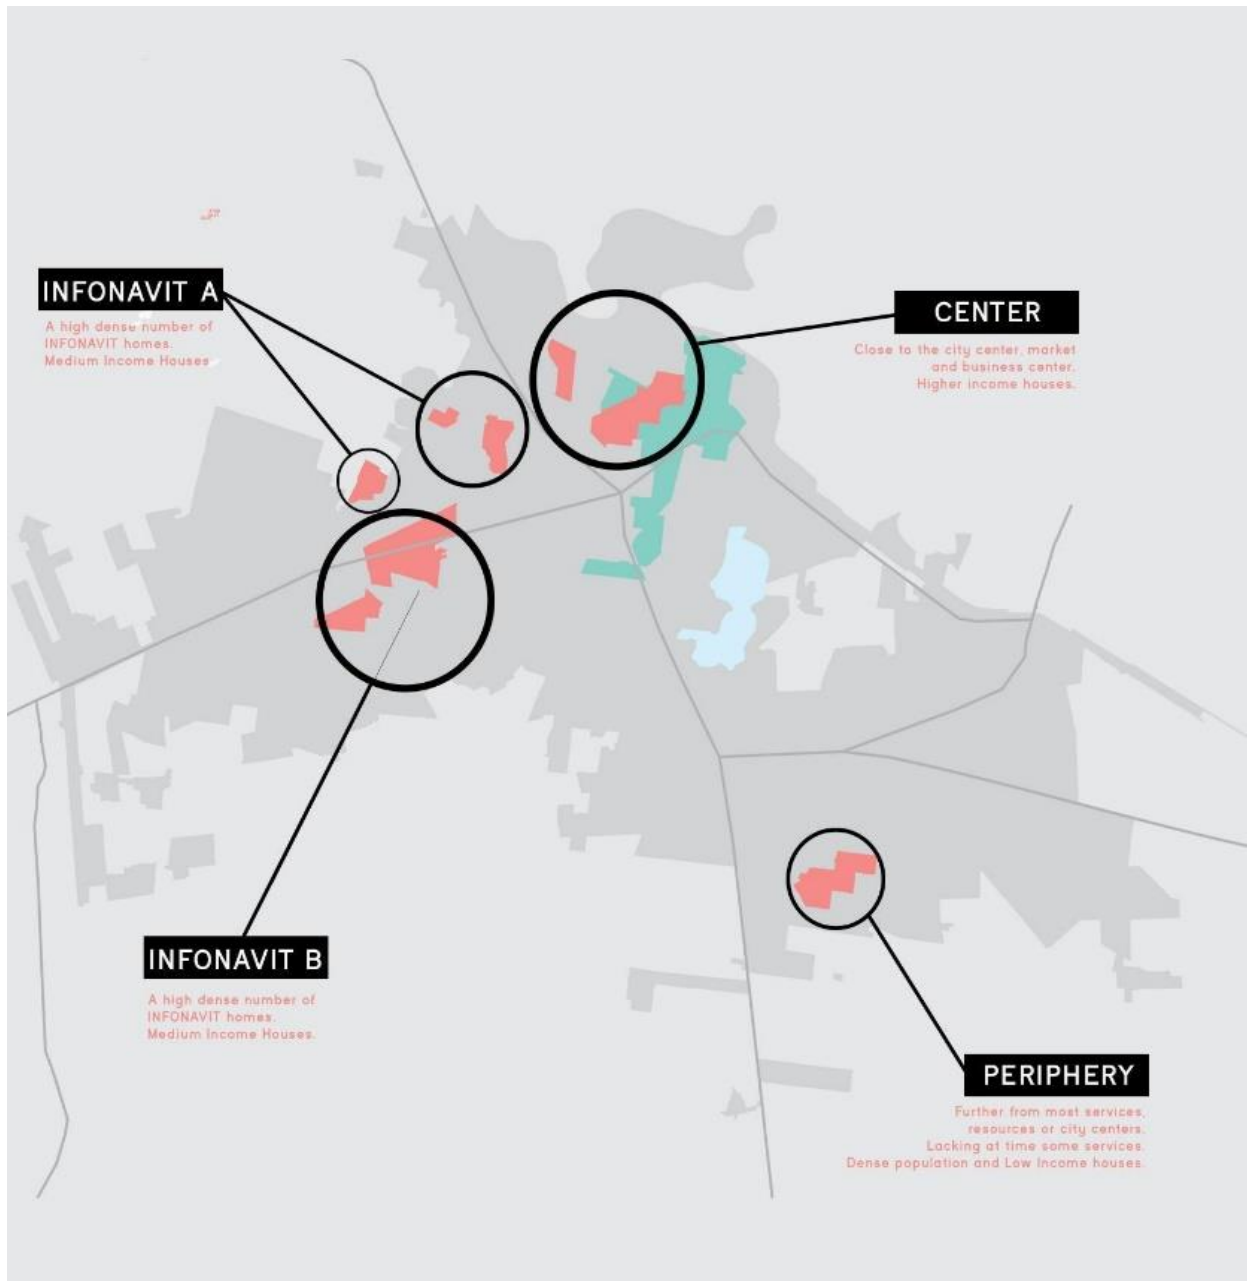 INFONAVIT A
A high dense number of
INFONAVIT homes.
Medium Income Houses
CENTER
Close to the city center, market
and business center.
Higher income houses.
INFONAVIT B
A high dense number of
INFONAVIT homes.
Medium Income Houses.
PERIPHERY
Further from most services,
resources or city centers.
Lacking at time some services.
Dense population and Low Income houses.